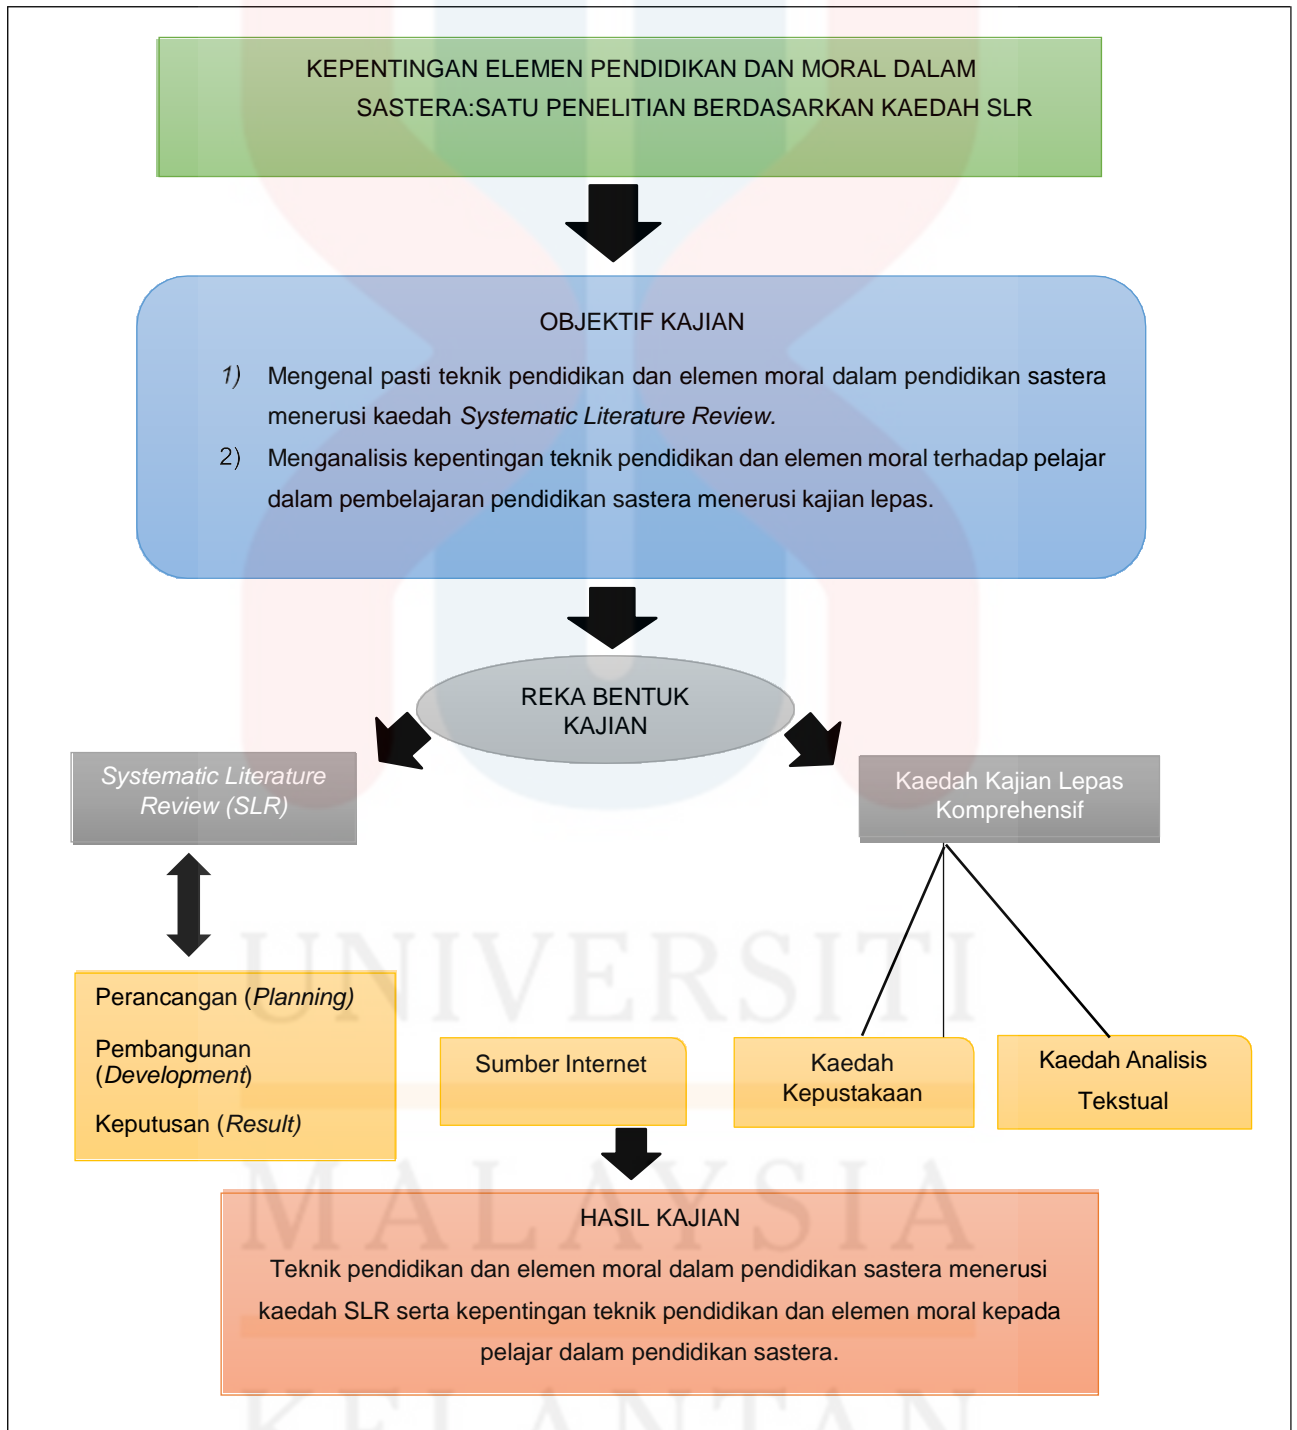 KEPENTINGAN ELEMEN PENDIDIKAN DAN MORAL DALAM
SASTERA:SATU PENELITIAN BERDASARKAN KAEDAH SLR
OBJEKTIF KAJIAN
1) Mengenal pasti teknik pendidikan dan elemen moral dalam pendidikan sastera
menerusi kaedah Systematic Literature Review.
2) Menganalisis kepentingan teknik pendidikan dan elemen moral terhadap pelajar
dalam pembelajaran pendidikan sastera menerusi kajian lepas.
REKA BENTUK
KAJIAN
Systematic Literature
Review (SLR)
Kaedah Kajian Lepas
Komprehensif
Perancangan (Planning)
Pembangunan
(Development)
Keputusan (Result)
Sumber Internet
Kaedah
Kepustakaan
Kaedah Analisis
Tekstual
HASIL KAJIAN
Teknik pendidikan dan elemen moral dalam pendidikan sastera menerusi
kaedah SLR serta kepentingan teknik pendidikan dan elemen moral kepada
pelajar dalam pendidikan sastera.
UNIVERSITI
MALAYSIA
KELANTAN